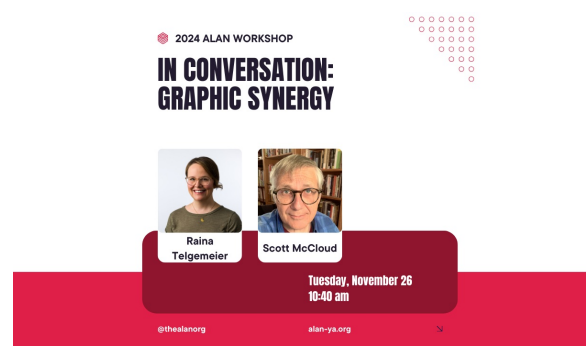 2024 ALAN WORKSHOP
IN CONVERSATION:
GRAPHIC SYNERGY
Raina
Telgemeier
Scott McCloud
Tuesday, November 26
10:40 am
@thealanorg
alan-ya.org